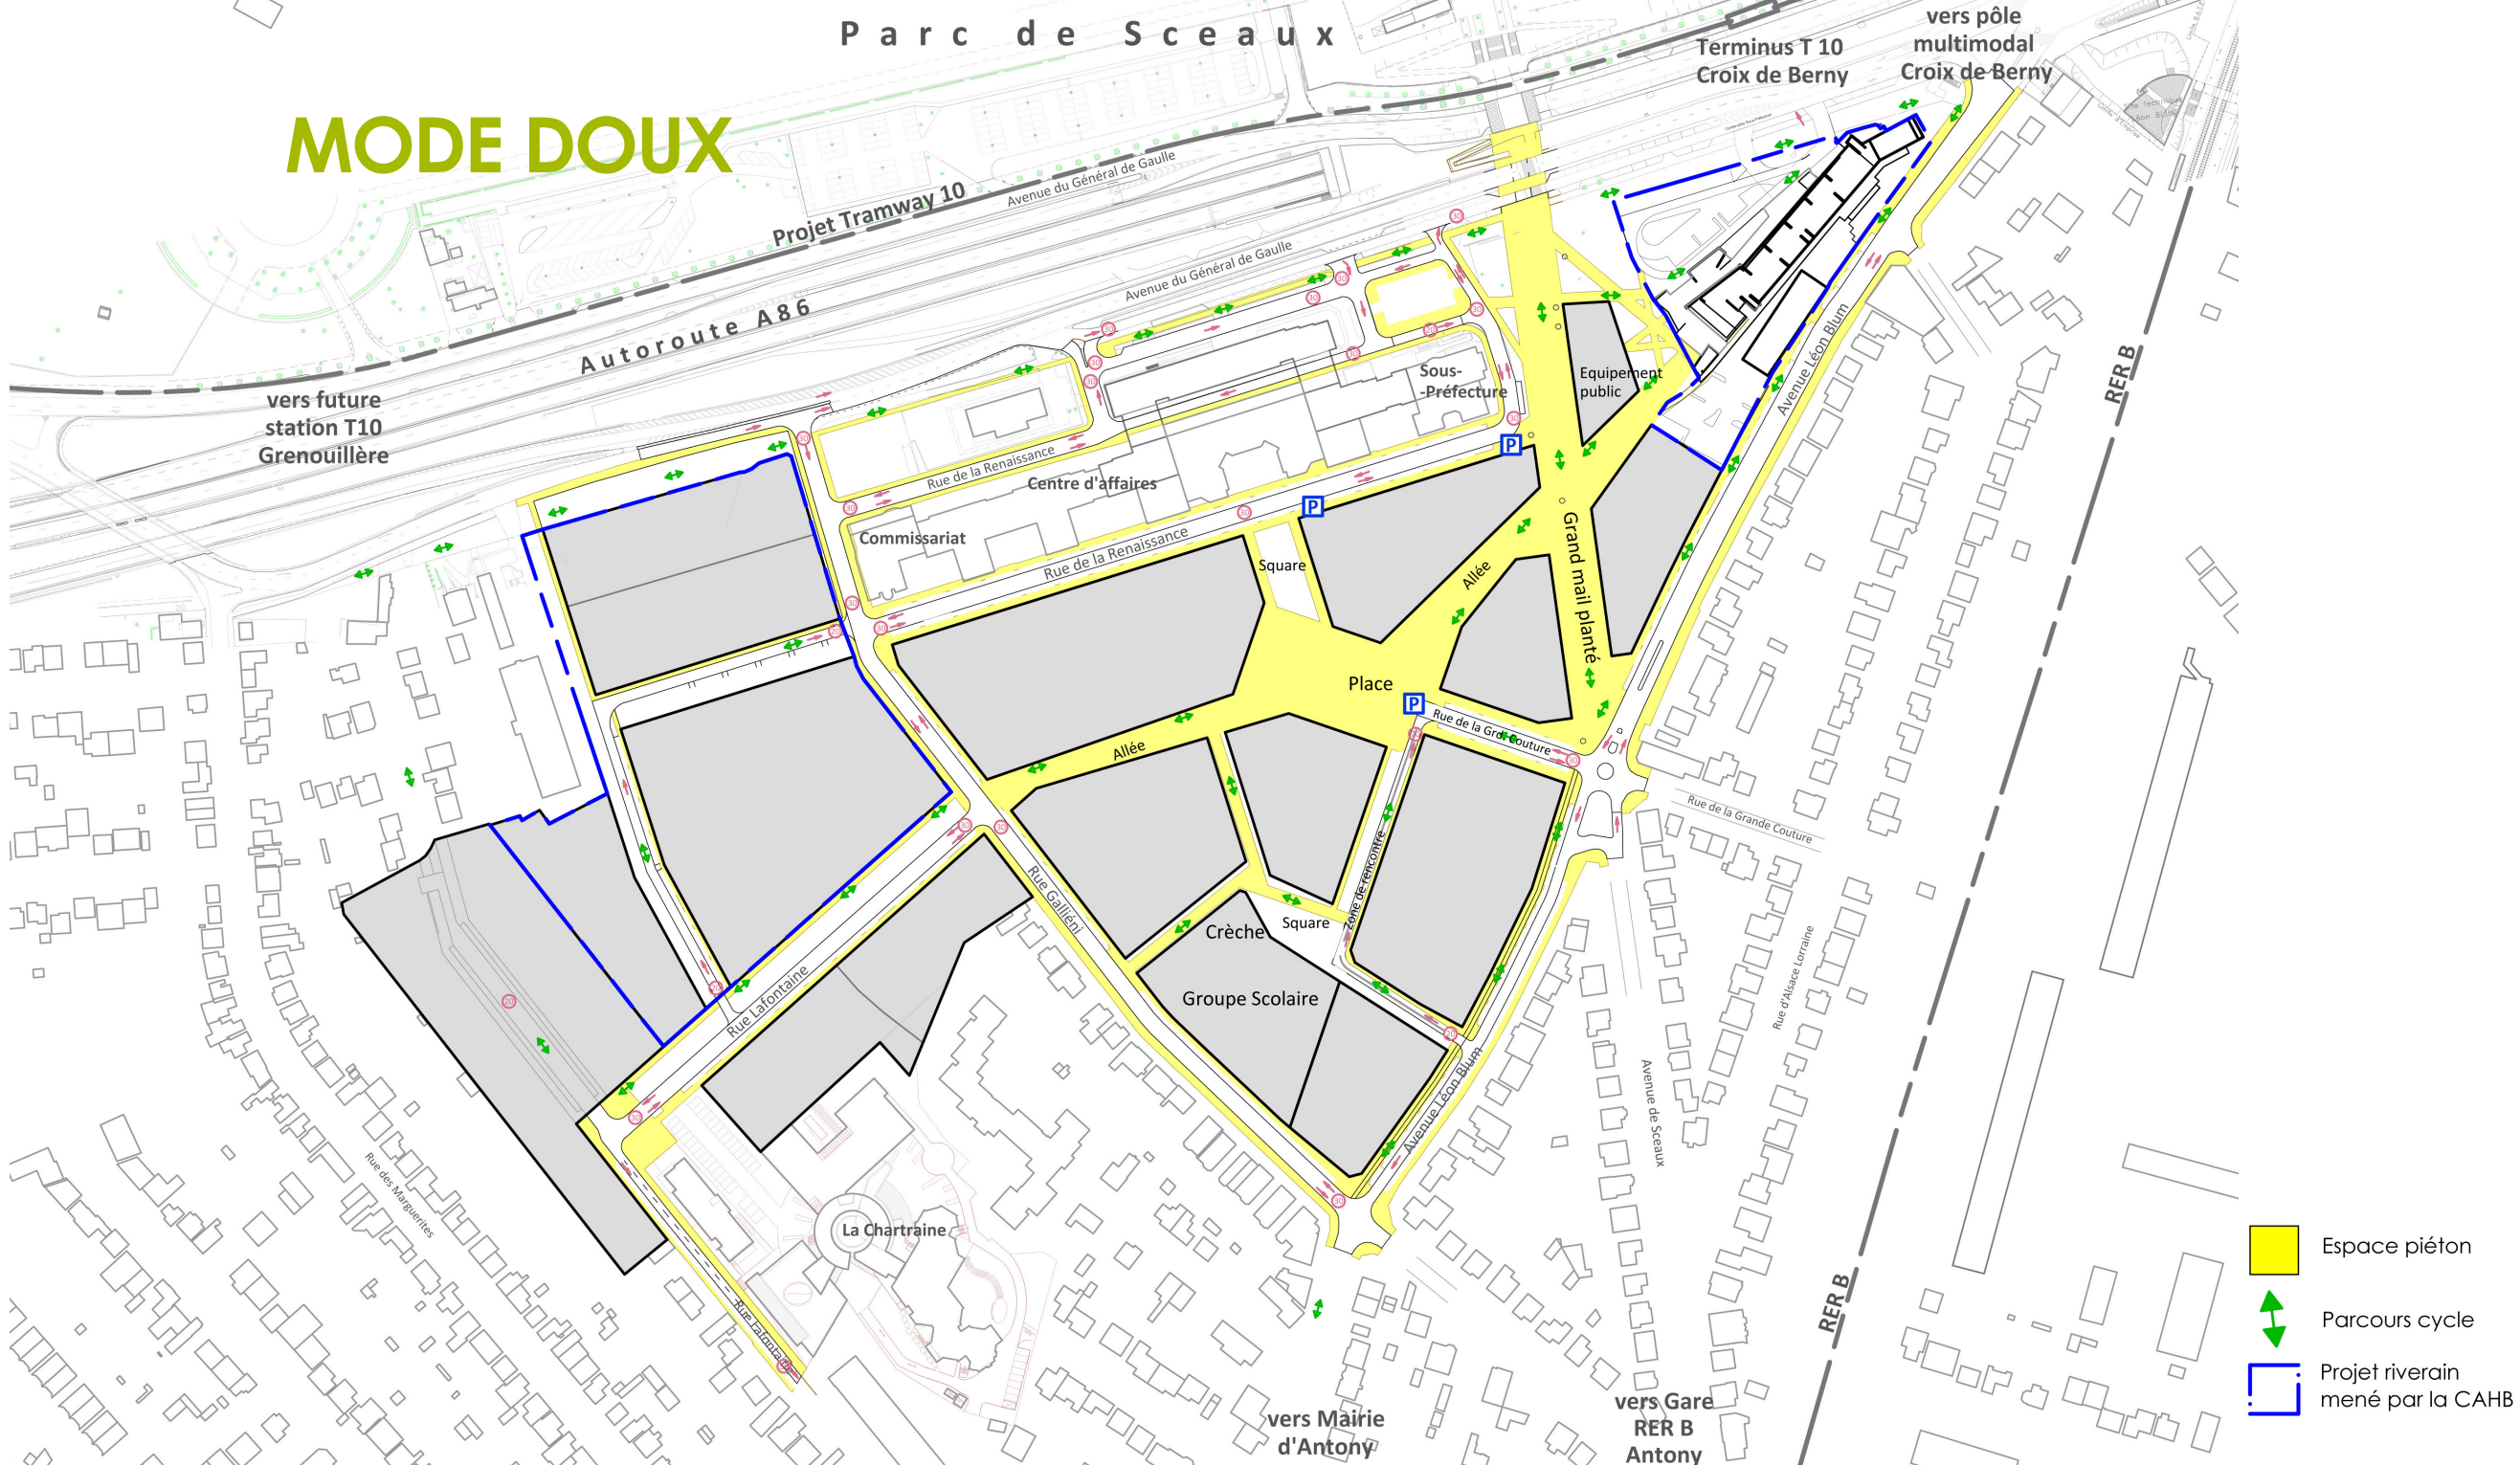 Parc de Sceaux
vers pôle
multimodal
Croix de Berny
Terminus T 10
Croix de Berny
MODE DOUX
Projet Tramway 10
Avenue du Général de Gaulle
Autoroute A86
Avenue du Général de Gaulle
vers future
station T10
Grenouillère
Sous-
-Préfecture
Equipement
public
Avenue Léon Blum
RER B
P
Rue de la Renaissance
Centre d'affaires
P
Commissariat
Rue de la Renaissance
Square
Allée
Grand mail planté
Place
P
Rue de la Grd. Couture
Allée
Rue de la Grande Couture
Zone de rencontre
Rue Galliéni
Crèche
Square
Groupe Scolaire
Rue Lafontaine
Rue d'Alsace Lorraine
Avenue Léon Blum
Avenue de Sceaux
Rue des Marguerites
La Chartraine
Rue Lafontaine
RER B
vers Mairie
d'Antony
vers Gare
RER B
Antony
Espace piéton
Parcours cycle
Projet riverain
mené par la CAHB